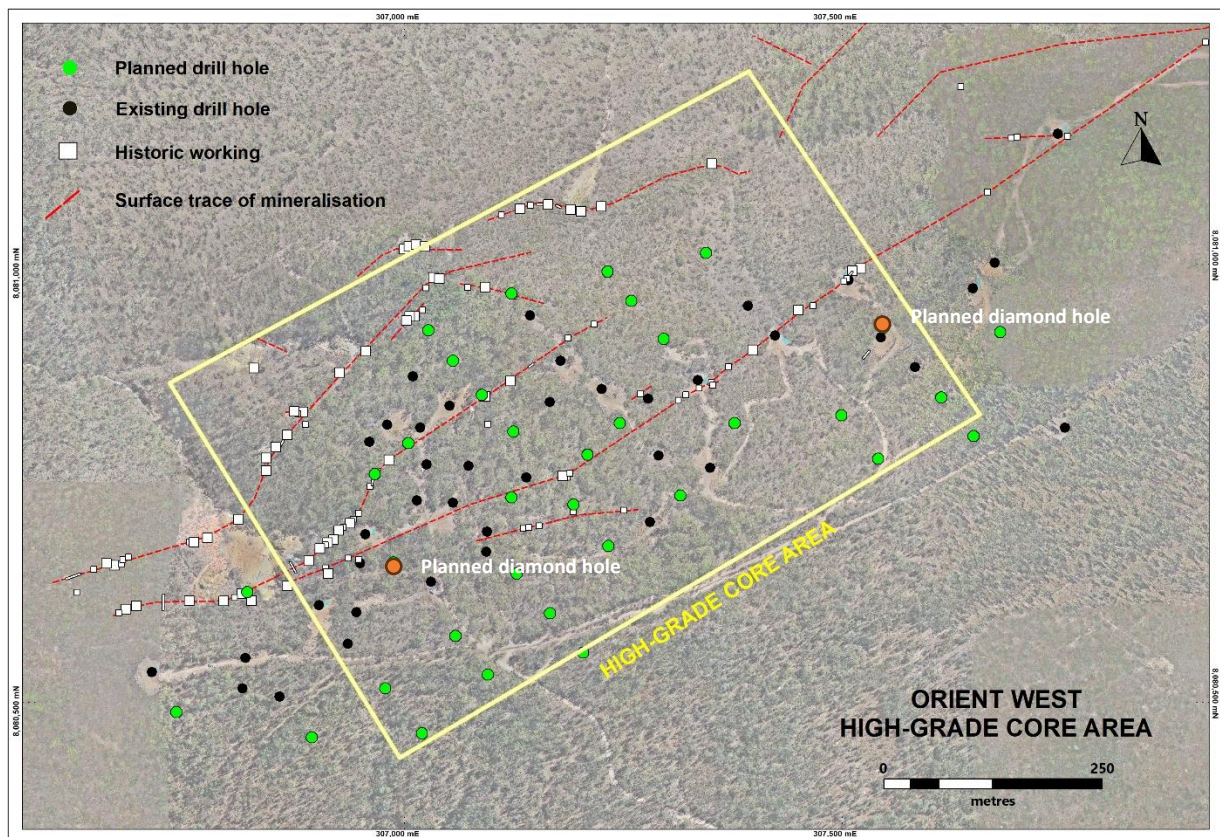 307,000 mE
307,500 mE
Planned drill hole
Existing drill hole
Historic working
Surface trace of mineralisation
N
8,081,000 mN
8,081,000 mN
Planned diamond hole
Planned diamond hole
HIGH-GRADE CORE AREA
8,080,500 mN
8,080,500 mN
ORIENT WEST
HIGH-GRADE CORE AREA
0
250
metres
307,000 mE
307,500 mE